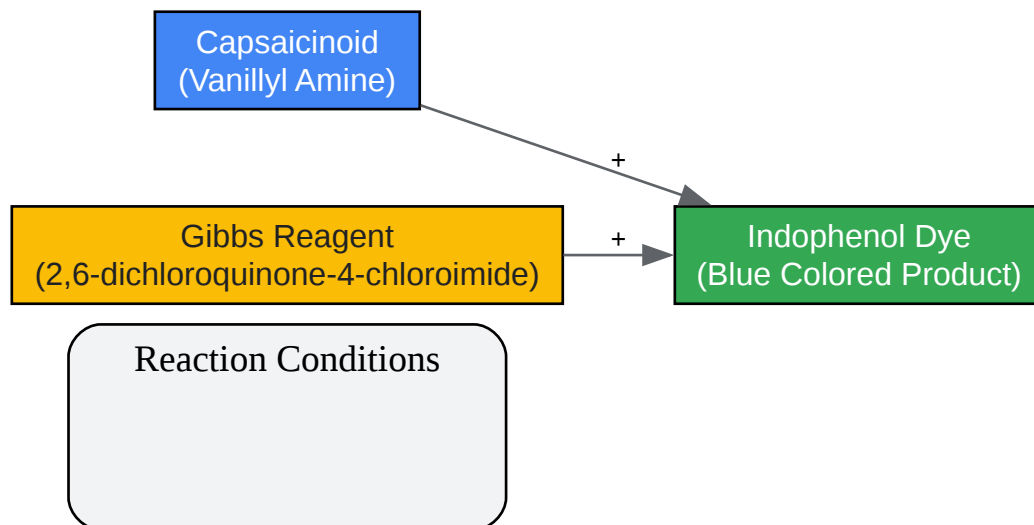 Capsaicinoid
(Vanillyl Amine)
+
Gibbs Reagent
(2,6-dichloroquinone-4-chloroimide)
+
Indophenol Dye
(Blue Colored Product)
Reaction Conditions